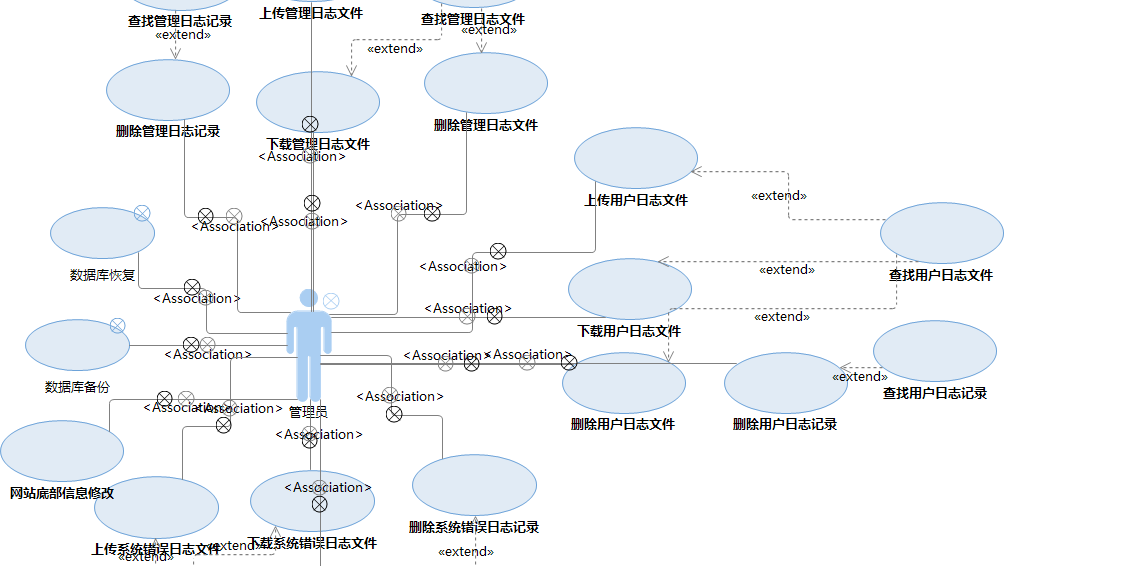 上传管理日志文件
查找管理日志记录
查找管理日志文件
«extend»
«extend»
«extend»
删除管理日志记录
删除管理日志文件
下载管理日志文件
<Association>
上传用户日志文件
«extend»
<Association>
<Association>
<Association>
<Association>
数据库恢复
«extend»
查找用户日志文件
<Association>
<Association>
«extend»
下载用户日志文件
<Association>
<Association>
<Association>
«extend»
数据库备份
查找用户日志记录
<Association>
<Association>
<Association>
管理员
删除用户日志文件
删除用户日志记录
<Association>
<Association>
网站底部信息修改
删除系统错误日志记录
上传系统错误日志文件
«extend»
下载系统错误日志文件
«extend»
«extend»